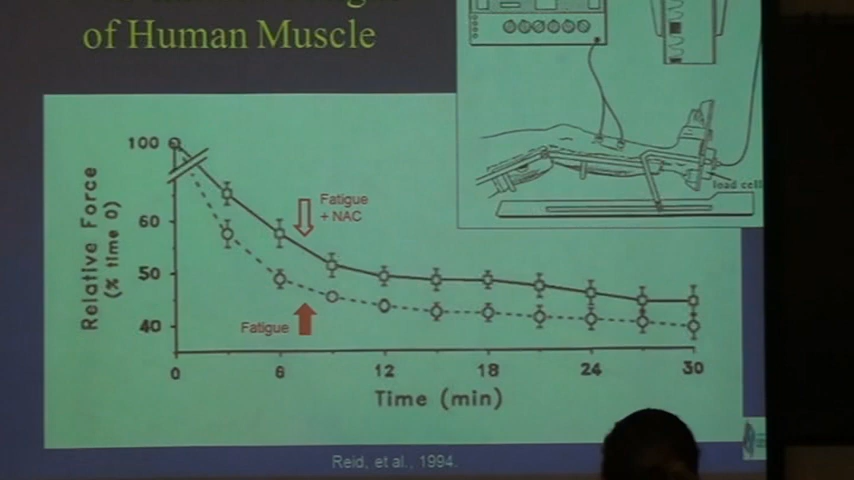 of Human Muscle
load cell
100
60
50
40
Relative Force
(% time 0)
Fatigue
+ NAC
Fatigue
0
6
12
18
24
30
Time (min)
Reid, et al., 1994.